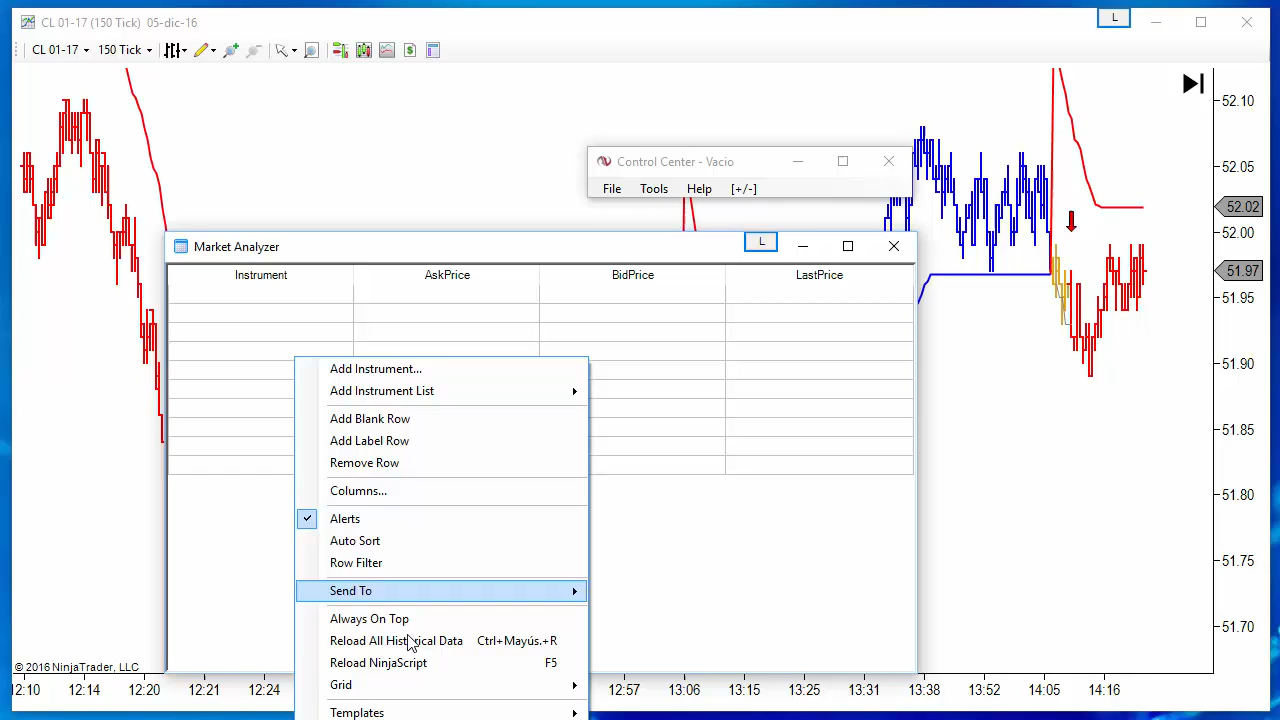 CL 01-17 (150 Tick) 05-dic-16
L
CL 01-17 150 Tick
52.10
52.05
52.02
52.00
51.97
51.95
51.90
51.85
51.80
51.75
51.70
Control Center - Vacio
File Tools Help [+/-]
Market Analyzer
L
Instrument AskPrice BidPrice LastPrice
Add Instrument...
Add Instrument List
Add Blank Row
Add Label Row
Remove Row
Columns...
Alerts
Auto Sort
Row Filter
Send To
Always On Top
Reload All Historical Data Ctrl+Mayús.+R
Reload NinjaScript F5
Grid
Templates
© 2016 NinjaTrader, LLC
12:10 12:14 12:20 12:21 12:24 12:57 13:06 13:15 13:25 13:31 13:38 13:52 14:05 14:16